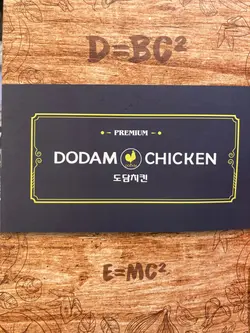 D=BC²
PREMIUM
DODAM CHICKEN
도담치킨
E=MC²